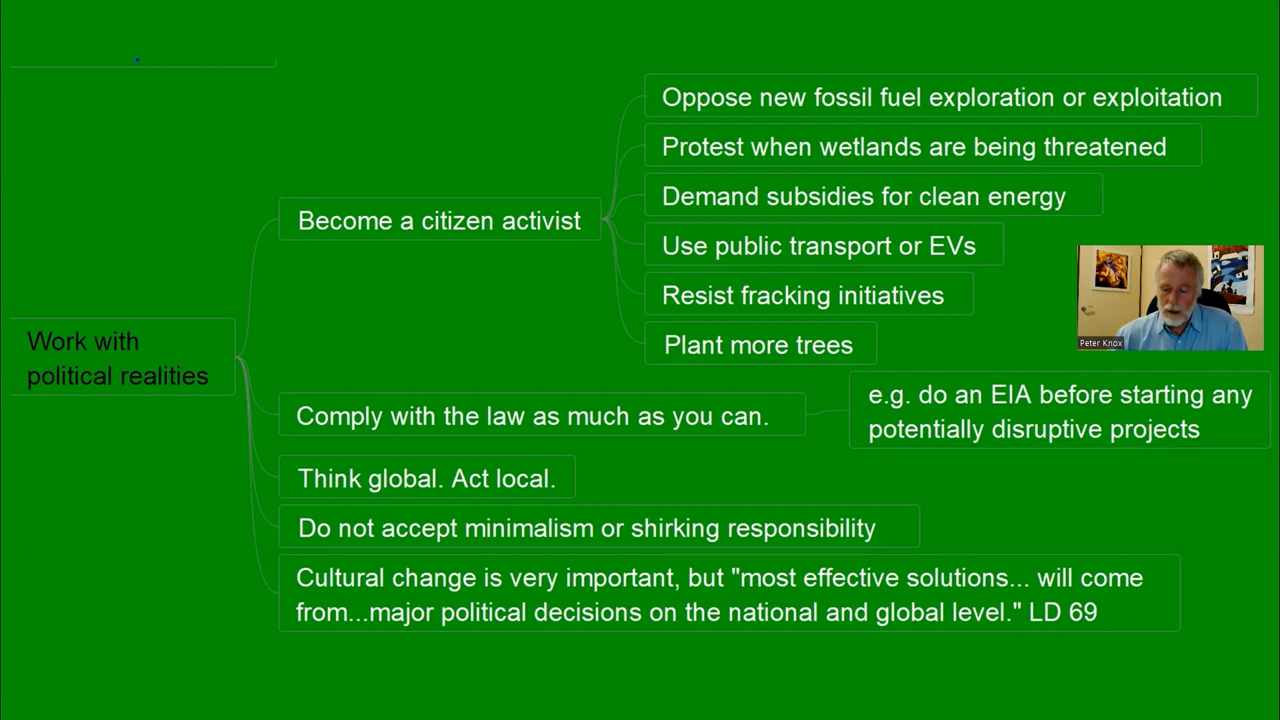 Work with
political realities
Become a citizen activist
Oppose new fossil fuel exploration or exploitation
Protest when wetlands are being threatened
Demand subsidies for clean energy
Use public transport or EVs
Resist fracking initiatives
Plant more trees
Comply with the law as much as you can.
e.g. do an EIA before starting any
potentially disruptive projects
Think global. Act local.
Do not accept minimalism or shirking responsibility
Cultural change is very important, but "most effective solutions... will come
from...major political decisions on the national and global level." LD 69
Peter Knox